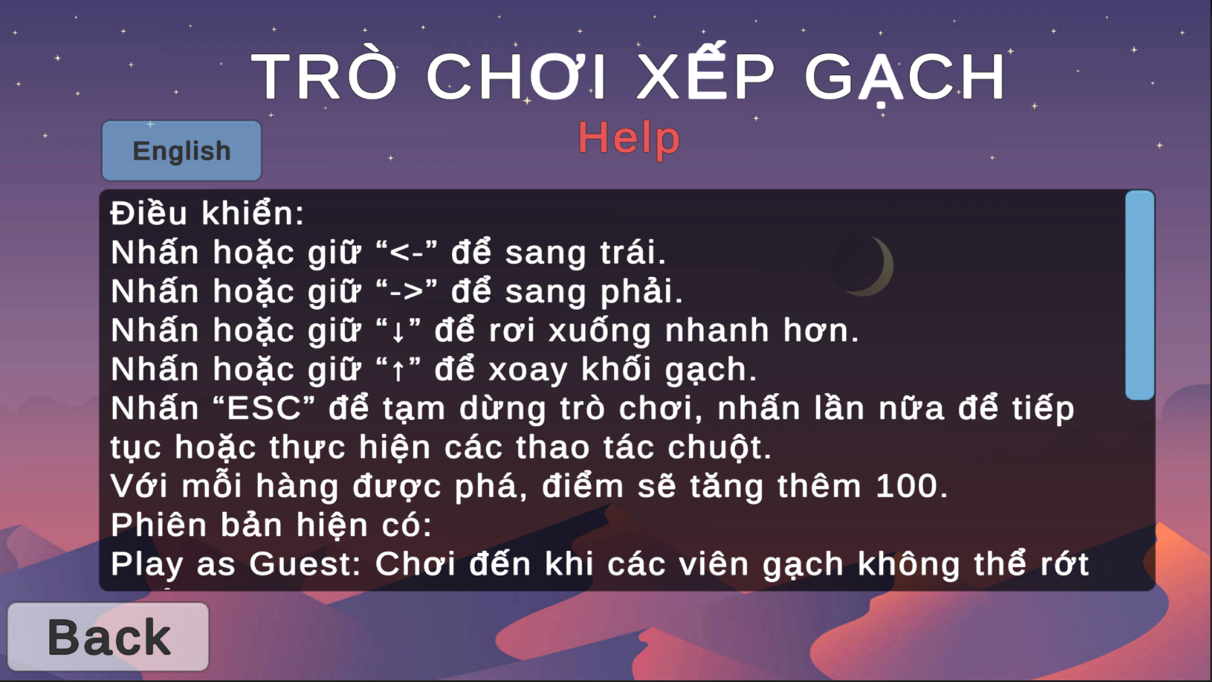 TRÒ CHƠI XẾP GẠCH
Help
English
Điều khiển:
Nhấn hoặc giữ “<-” để sang trái.
Nhấn hoặc giữ “->” để sang phải.
Nhấn hoặc giữ “↓” để rơi xuống nhanh hơn.
Nhấn hoặc giữ “↑” để xoay khối gạch.
Nhấn “ESC” để tạm dừng trò chơi, nhấn lần nữa để tiếp
tục hoặc thực hiện các thao tác chuột.
Với mỗi hàng được phá, điểm sẽ tăng thêm 100.
Phiên bản hiện có:
Play as Guest: Chơi đến khi các viên gạch không thể rớt
Back